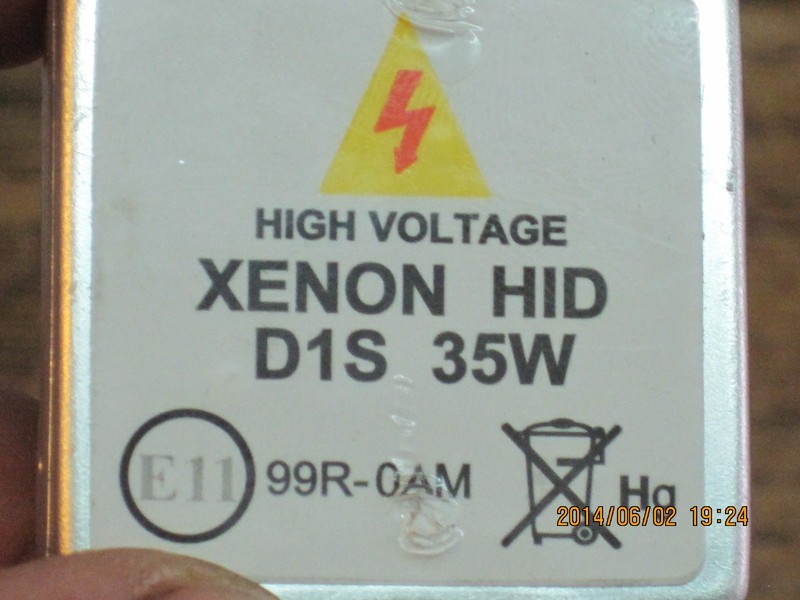 HIGH VOLTAGE
XENON HID
D1S 35W
E11 99R-0AM Hg
2014/06/02 19:24